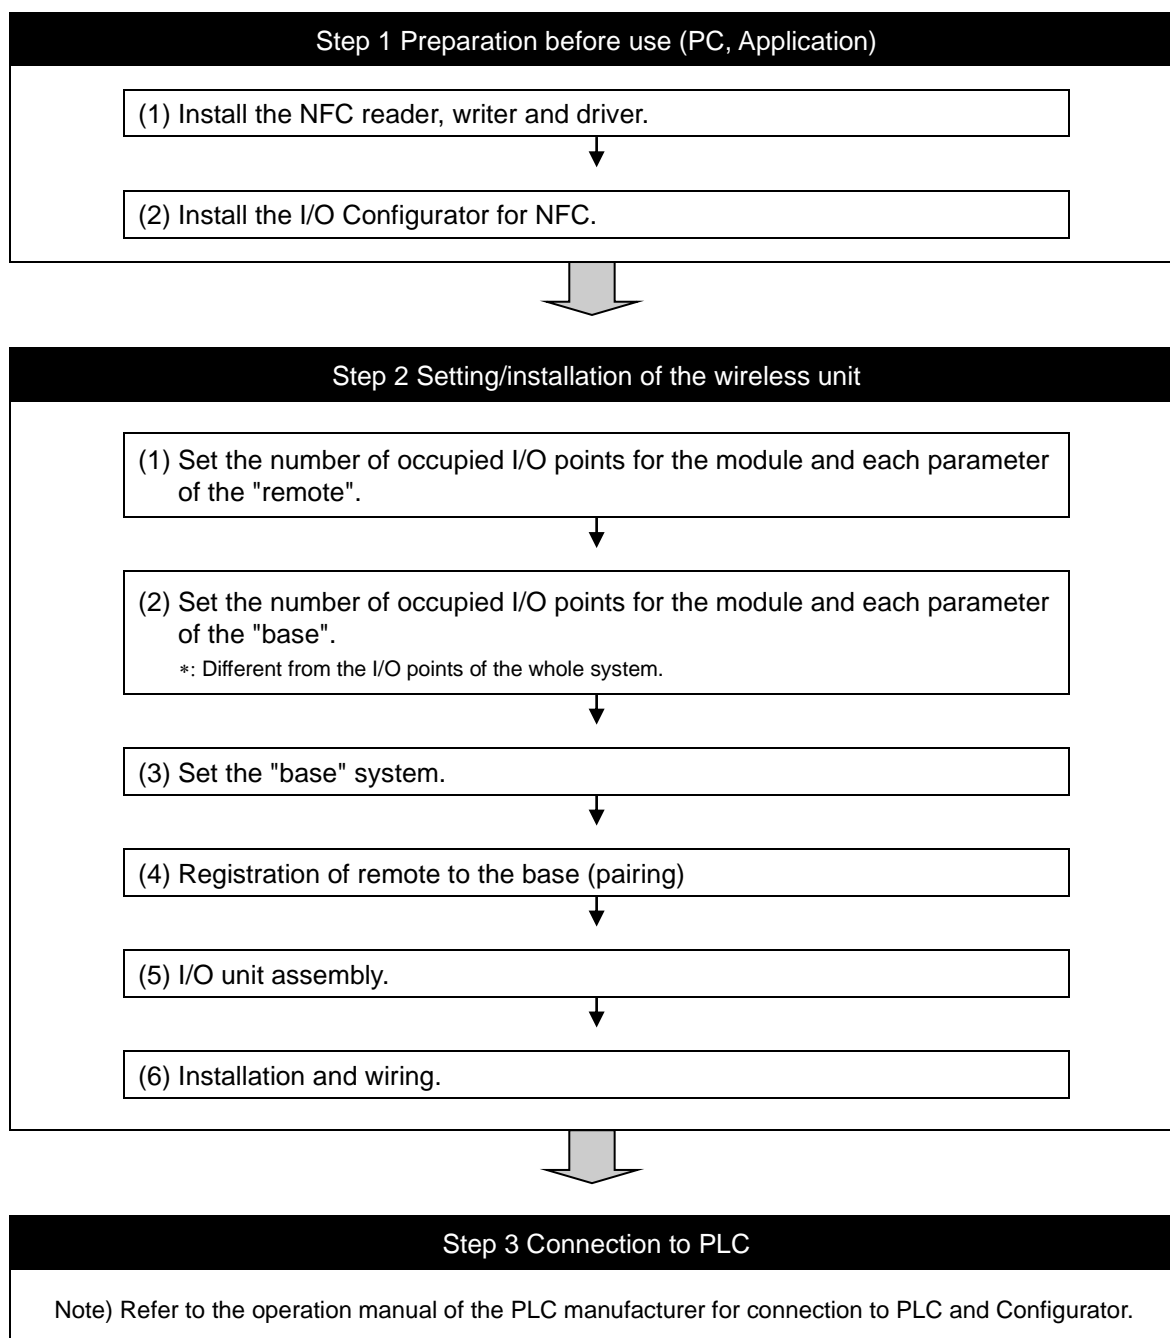 Step 1 Preparation before use (PC, Application)
(1) Install the NFC reader, writer and driver.
(2) Install the I/O Configurator for NFC.
Step 2 Setting/installation of the wireless unit
(1) Set the number of occupied I/O points for the module and each parameter
of the "remote".
(2) Set the number of occupied I/O points for the module and each parameter
of the "base".
*: Different from the I/O points of the whole system.
(3) Set the "base" system.
(4) Registration of remote to the base (pairing)
(5) I/O unit assembly.
(6) Installation and wiring.
Step 3 Connection to PLC
Note) Refer to the operation manual of the PLC manufacturer for connection to PLC and Configurator.